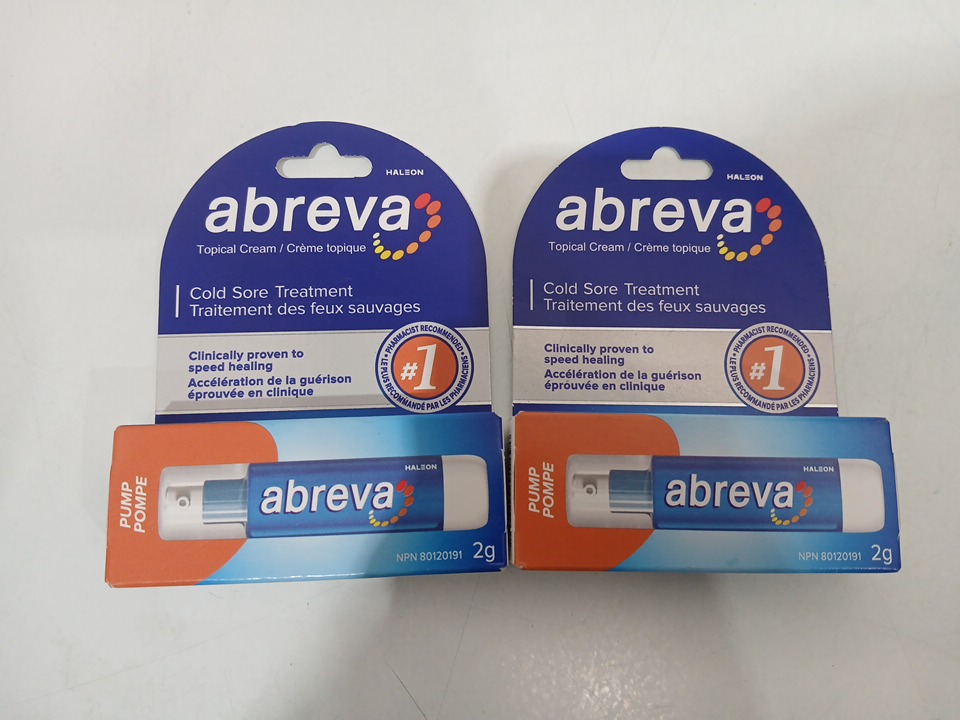 HALEON
abreva
Topical Cream / Crème topique
Cold Sore Treatment
Traitement des feux sauvages
Clinically proven to
speed healing
Accélération de la guérison
éprouvée en clinique
PHARMACIST RECOMMENDED
#1
LE PLUS RECOMMANDÉ PAR LES PHARMACIENS
PUMP
POMPE
HALEON
abreva
NPN 80120191 2g
HALEON
abreva
Topical Cream / Crème topique
Cold Sore Treatment
Traitement des feux sauvages
Clinically proven to
speed healing
Accélération de la guérison
éprouvée en clinique
PHARMACIST RECOMMENDED
#1
LE PLUS RECOMMANDÉ PAR LES PHARMACIENS
PUMP
POMPE
HALEON
abreva
NPN 80120191 2g